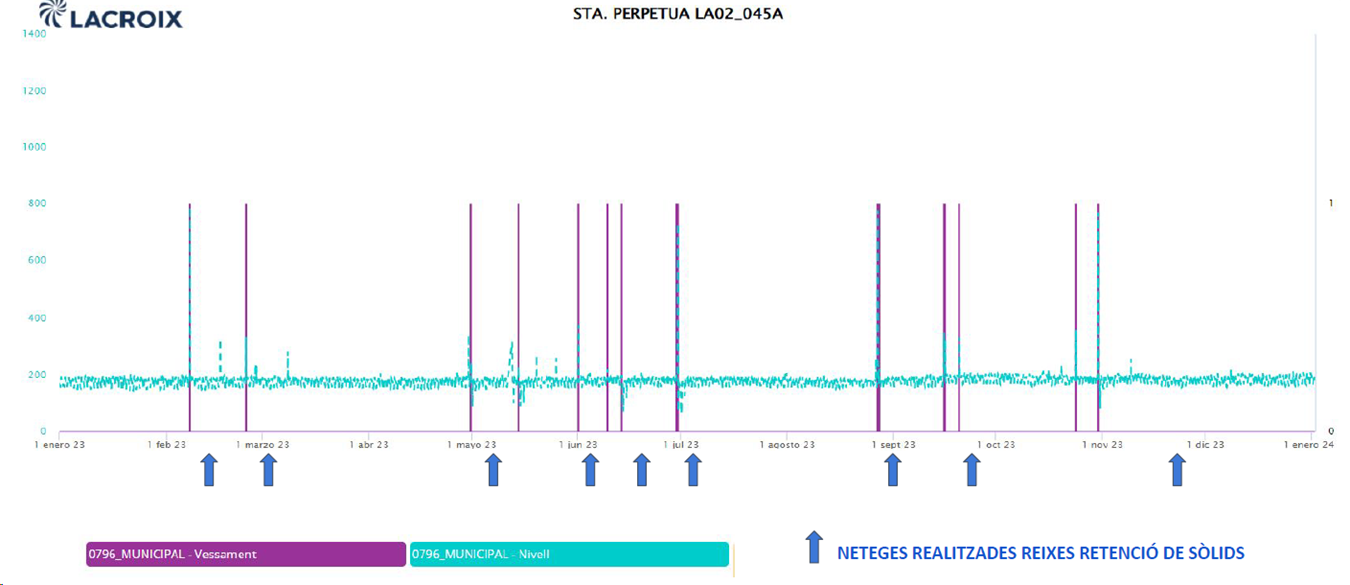 LACROIX
STA. PERPETUA LA02_045A
1400
1200
1000
800
600
400
200
0
1
0
1 enero 23
1 feb 23
1 marzo 23
1 abr 23
1 mayo 23
1 jun 23
1 jul 23
1 agosto 23
1 sept 23
1 oct 23
1 nov 23
1 dic 23
1 enero 24
0796_MUNICIPAL - Vessament
0796_MUNICIPAL - Nivell
NETEGES REALITZADES REIXES RETENCIÓ DE SÒLIDS